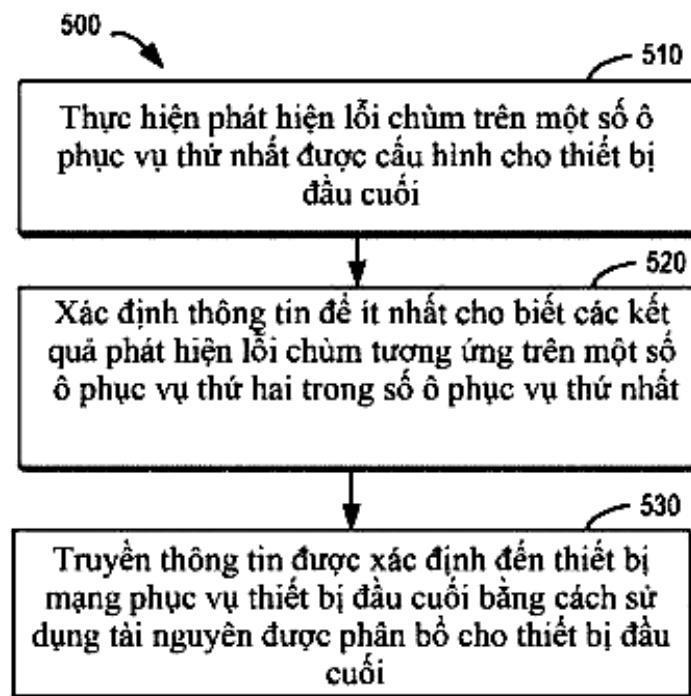 500
510
Thực hiện phát hiện lỗi chùm trên một số ô
phục vụ thứ nhất được cấu hình cho thiết bị
đầu cuối
520
Xác định thông tin để ít nhất cho biết các kết
quả phát hiện lỗi chùm tương ứng trên một số
ô phục vụ thứ hai trong số ô phục vụ thứ nhất
530
Truyền thông tin được xác định đến thiết bị
mạng phục vụ thiết bị đầu cuối bằng cách sử
dụng tài nguyên được phân bổ cho thiết bị đầu
cuối